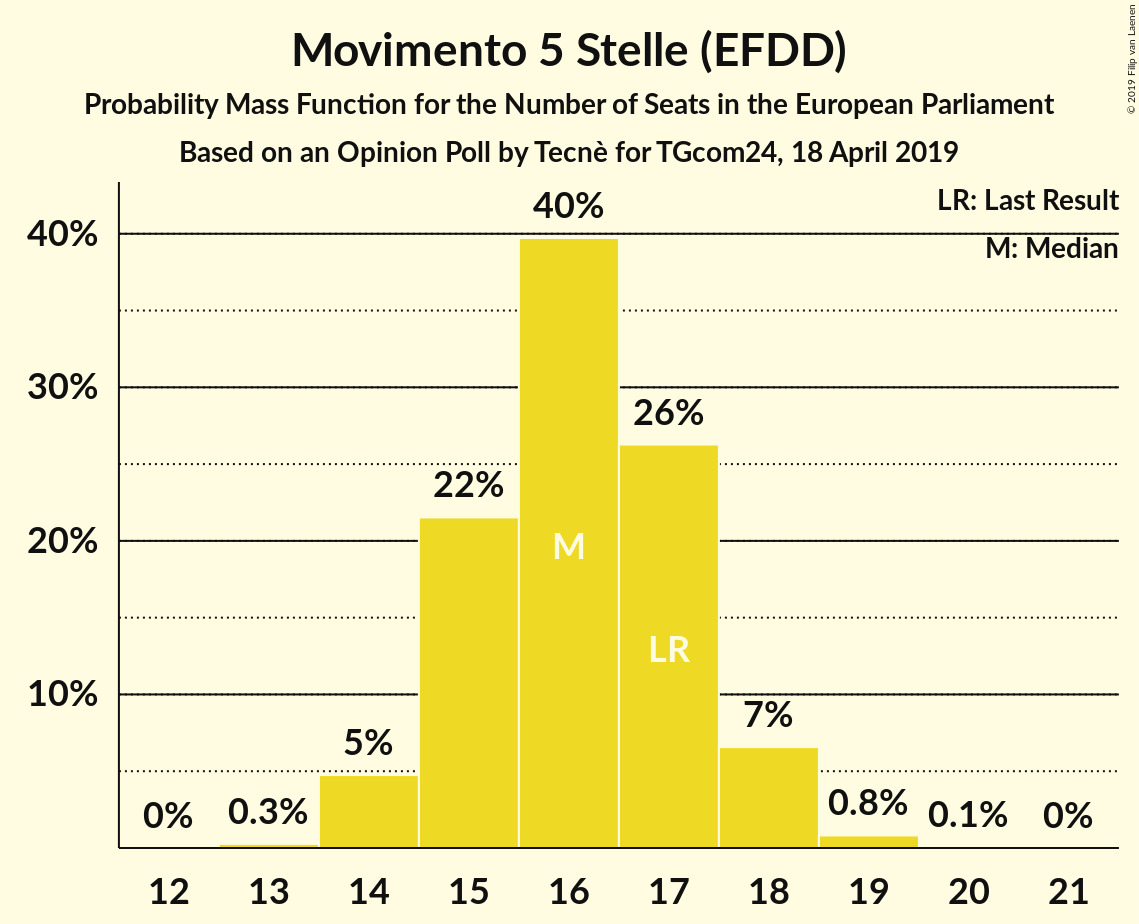 Movimento 5 Stelle (EFDD)
Probability Mass Function for the Number of Seats in the European Parliament
Based on an Opinion Poll by Tecnè for TGcom24, 18 April 2019
© 2019 Filip van Laenen
LR: Last Result
M: Median
40%
30%
20%
10%
0%
0.3%
5%
22%
40%
26%
7%
0.8%
0.1%
0%
M
LR
12 13 14 15 16 17 18 19 20 21